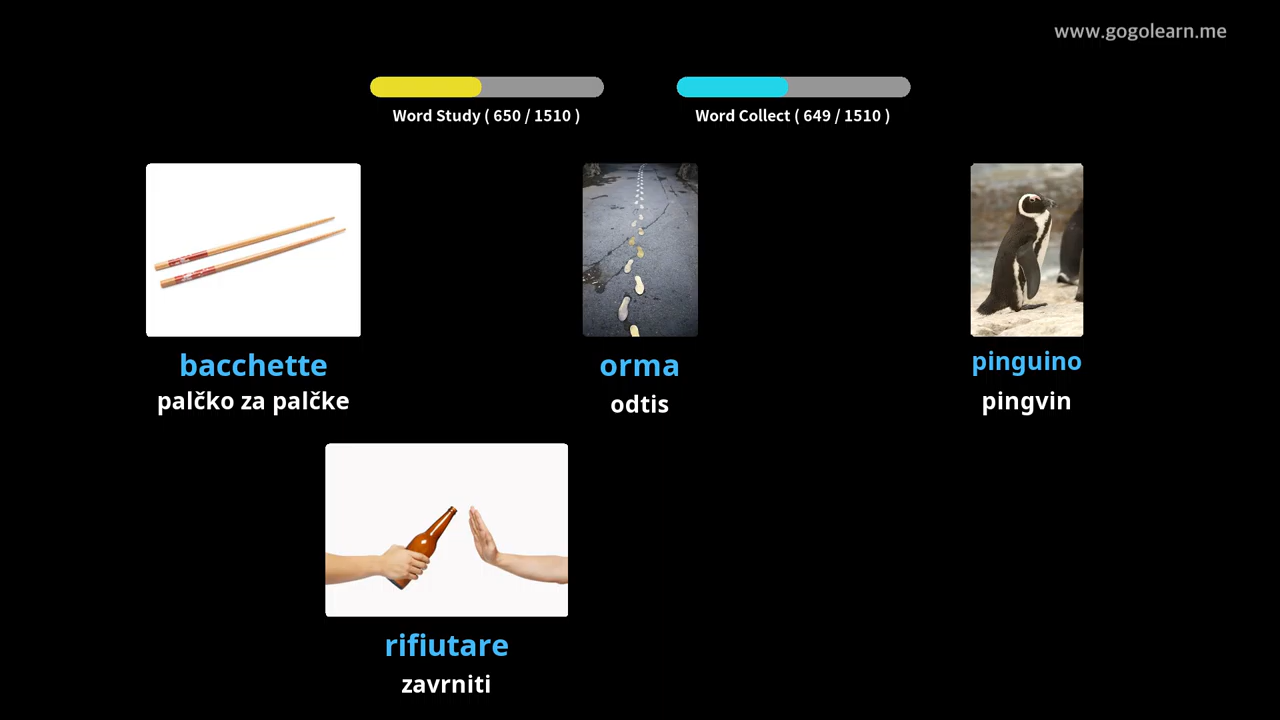 www.gogolearn.me
Word Study ( 650 / 1510 )
Word Collect ( 649 / 1510 )
bacchette
palčko za palčke
orma
odtis
pinguino
pingvin
rifiutare
zavrniti